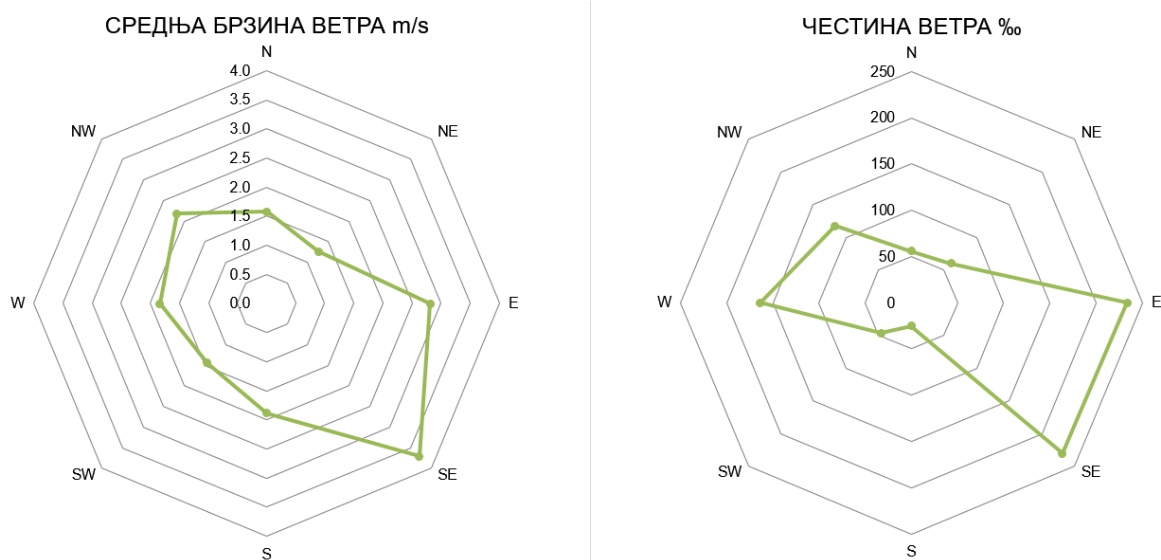 СРЕДЊА БРЗИНА ВЕТРА m/s
N
4.0
3.5
3.0
2.5
2.0
1.5
1.0
0.5
0.0
NW
NE
W
E
SW
SE
S
ЧЕСТИНА ВЕТРА ‰
N
250
200
150
100
50
0
NW
NE
W
E
SW
SE
S